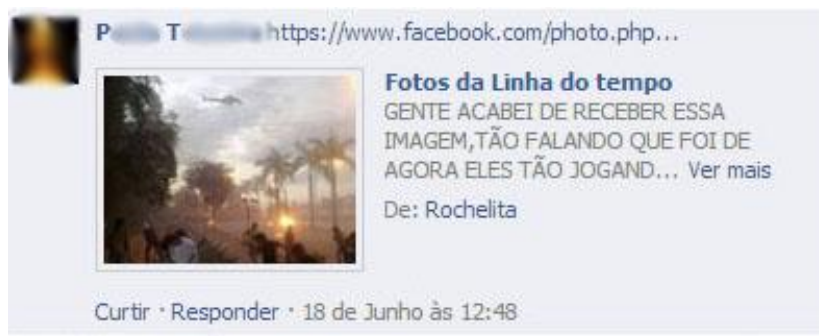 P T https://www.facebook.com/photo.php...
Fotos da Linha do tempo
GENTE ACABEI DE RECEBER ESSA
IMAGEM,TÃO FALANDO QUE FOI DE
AGORA ELES TÃO JOGAND... Ver mais
De: Rochelita
Curtir · Responder · 18 de Junho às 12:48